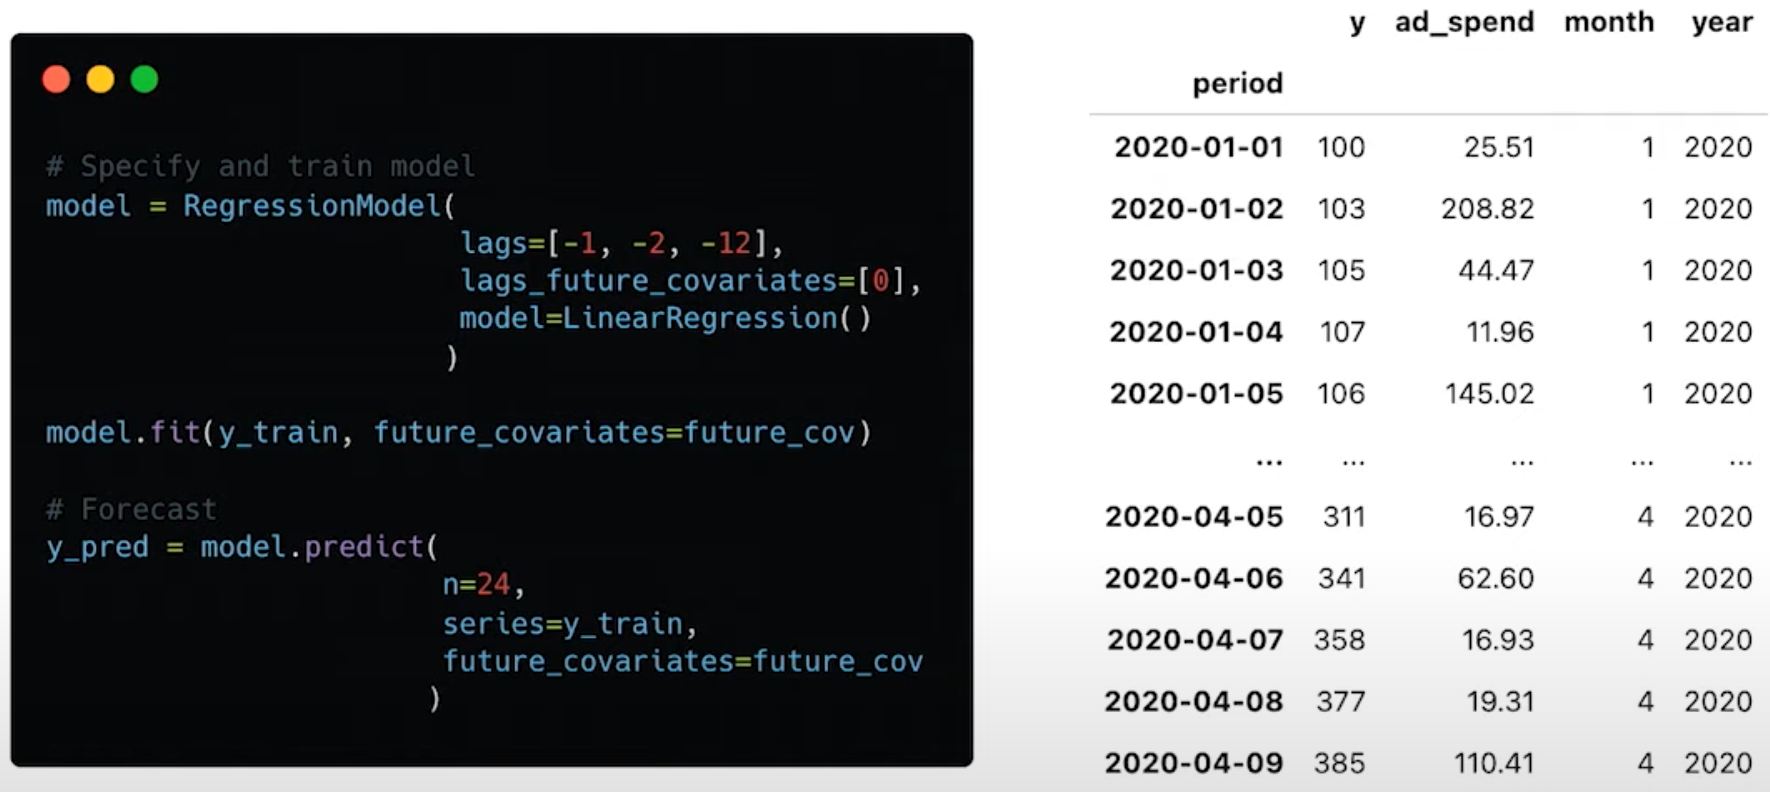 # Specify and train model
model = RegressionModel(
lags=[-1, -2, -12],
lags_future_covariates=[0],
model=LinearRegression()
)
model.fit(y_train, future_covariates=future_cov)
# Forecast
y_pred = model.predict(
n=24,
series=y_train,
future_covariates=future_cov
)
y ad_spend month year
period
2020-01-01 100 25.51 1 2020
2020-01-02 103 208.82 1 2020
2020-01-03 105 44.47 1 2020
2020-01-04 107 11.96 1 2020
2020-01-05 106 145.02 1 2020
... ... ... ... ...
2020-04-05 311 16.97 4 2020
2020-04-06 341 62.60 4 2020
2020-04-07 358 16.93 4 2020
2020-04-08 377 19.31 4 2020
2020-04-09 385 110.41 4 2020